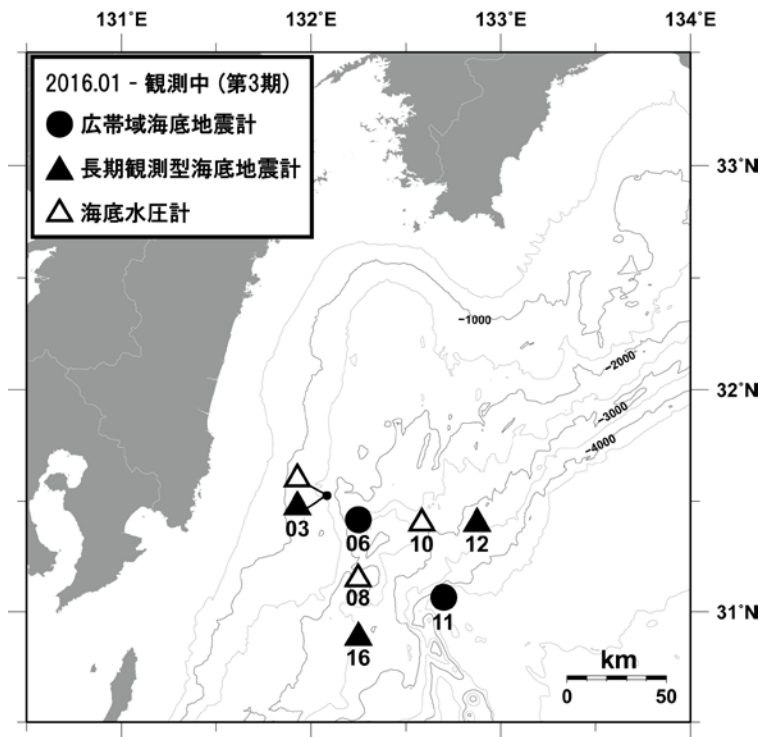 131°E 132°E 133°E 134°E
2016.01 - 観測中 (第3期)
広帯域海底地震計
長期観測型海底地震計
海底水圧計
33°N
-1000
-2000
32°N
-3000
-4000
03 06 10 12
08
31°N
11
16
km
0 50